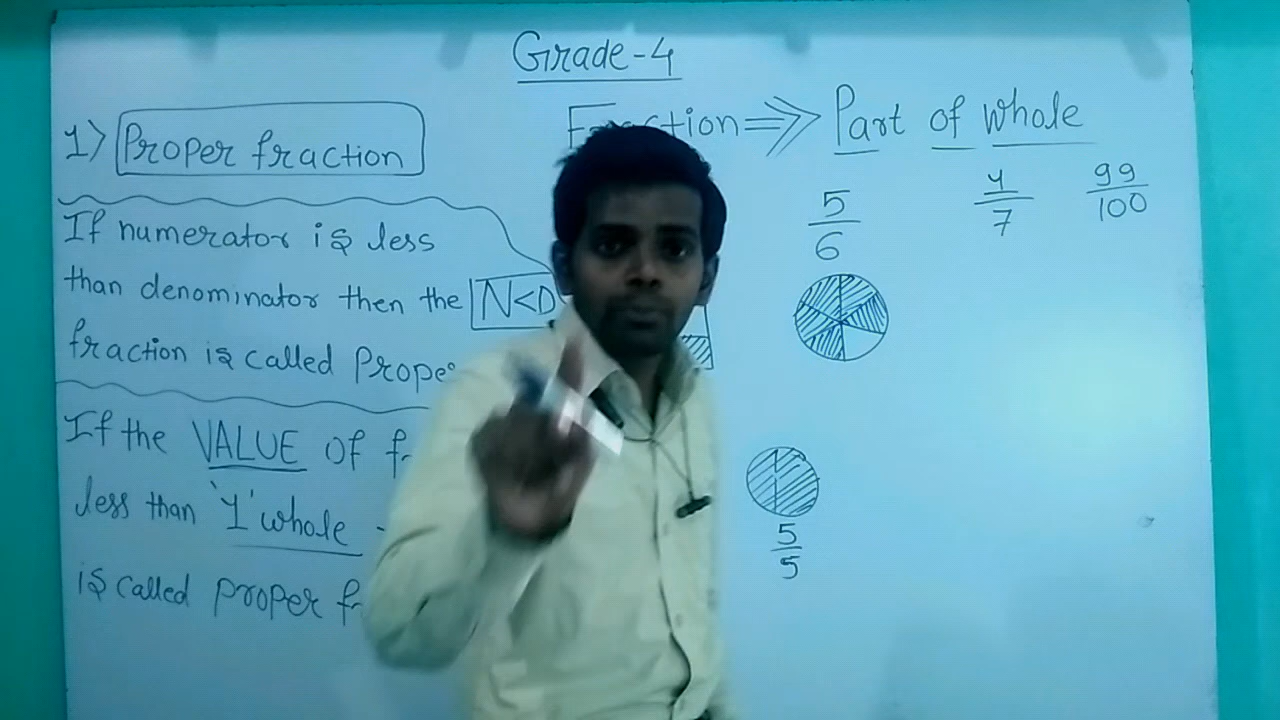 Grade-4
1) Proper fraction
⇒ Part of whole
If numerator is less
than denominator then the N<D
fraction is called
If the VALUE of
less than '1' whole -
is called proper
5/6
4/7
99/100
5/5